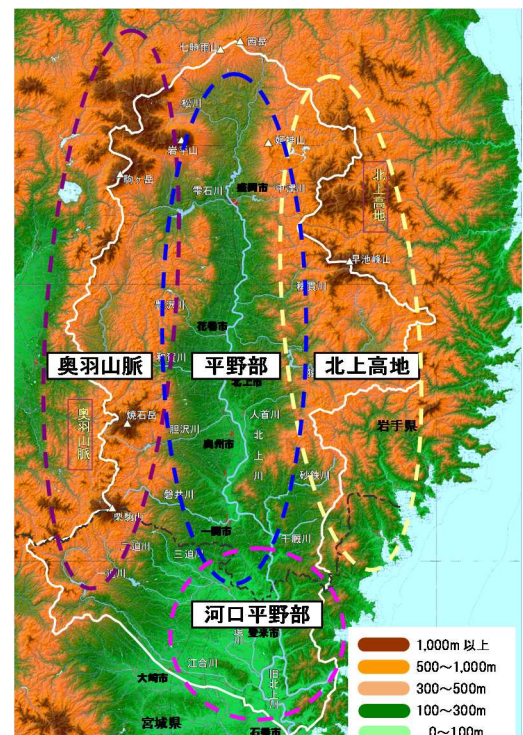 七時雨山
西岳
松川
岩手山
姫神山
駒ヶ岳
雫石川
盛岡市
中津川
北上高地
早池峰山
稗貫川
豊沢川
花巻市
和賀川
奥羽山脈
平野部
北上高地
北上市
焼石岳
奥羽山脈
胆沢川
人首川
北上川
奥州市
岩手県
砂鉄川
磐井川
栗駒山
一関市
千厩川
二迫川
三迫川
一迫川
河口平野部
登米市
江合川
旧北上川
大崎市
宮城県
石巻市
1,000m 以上
500～1,000m
300～500m
100～300m
0～100m